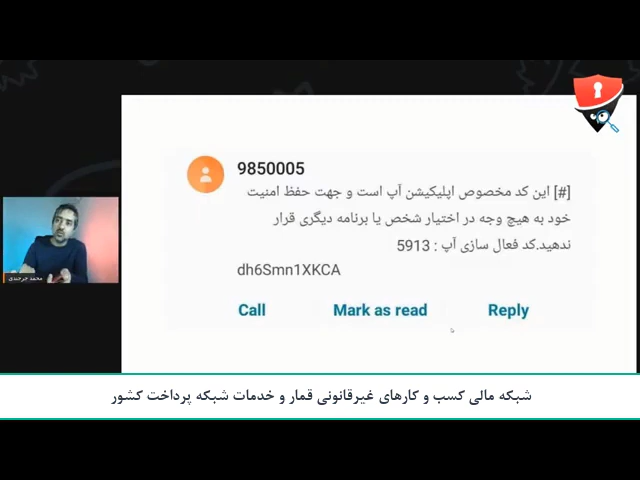 9850005
[#] این کد مخصوص اپلیکیشن آپ است و جهت حفظ امنیت
خود به هیچ وجه در اختیار شخص یا برنامه دیگری قرار
ندهید.کد فعال سازی آپ : 5913
dh6Smn1XKCA
Call Mark as read Reply
محمد جرجندی
شبکه مالی کسب و کارهای غیرقانونی قمار و خدمات شبکه پرداخت کشور